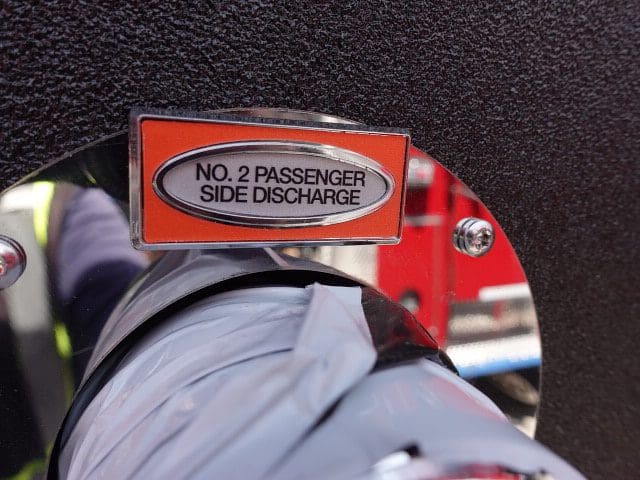 NO. 2 PASSENGER
SIDE DISCHARGE